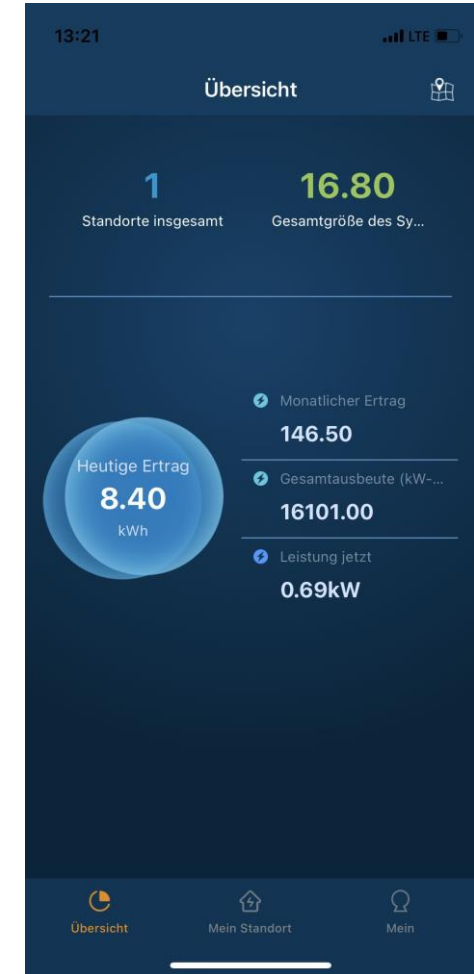 13:21
LTE
Übersicht
1
Standorte insgesamt
16.80
Gesamtgröße des Sy...
Heutige Ertrag
8.40
kWh
Monatlicher Ertrag
146.50
Gesamtausbeute (kW-...
16101.00
Leistung jetzt
0.69kW
Übersicht
Mein Standort
Mein